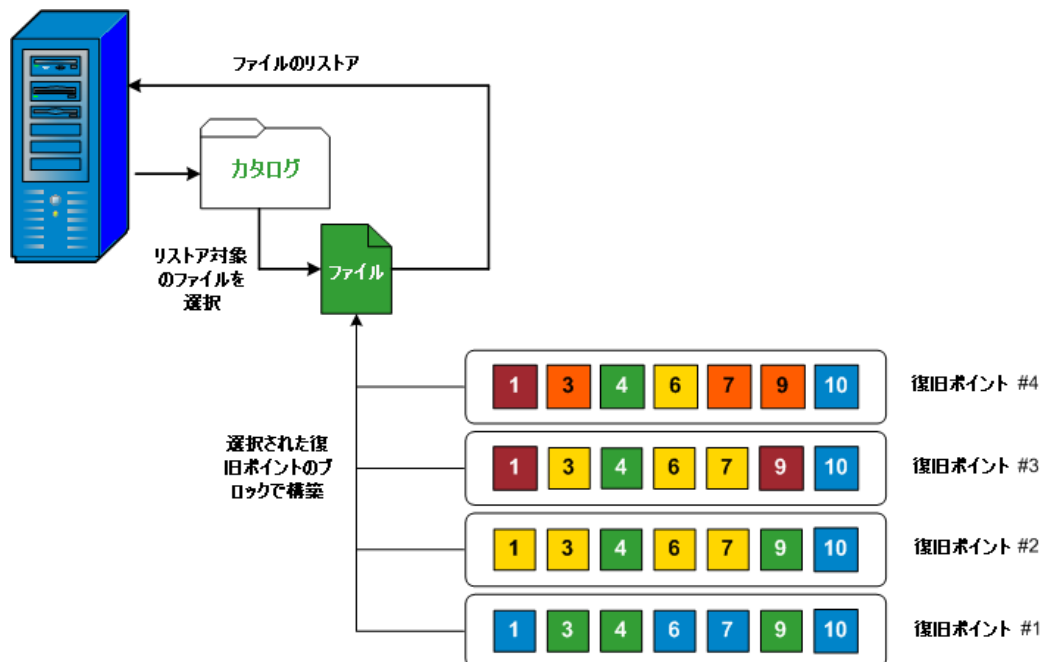 ファイルのリストア
カタログ
リストア対象
のファイルを
選択
ファイル
1 3 4 6 7 9 10
復旧ポイント #4
選択された復
旧ポイントのブ
ロックで構築
1 3 4 6 7 9 10
復旧ポイント #3
1 3 4 6 7 9 10
復旧ポイント #2
1 3 4 6 7 9 10
復旧ポイント #1